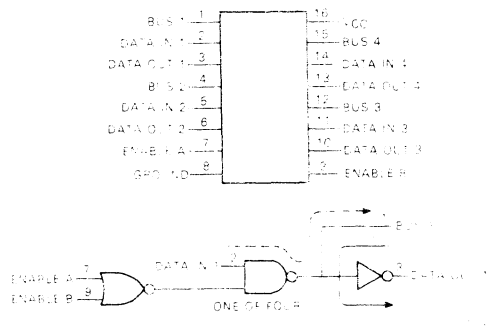 BUS 1 1
DATA IN 1 2
DATA OUT 1 3
BUS 2 4
DATA IN 2 5
DATA OUT 2 6
ENABLE A 7
GROUND 8
16 VCC
15 BUS 4
14 DATA IN 4
13 DATA OUT 4
12 BUS 3
11 DATA IN 3
10 DATA OUT 3
9 ENABLE B
BUS 1
DATA IN 1 2
3 DATA OUT 1
ENABLE A 7
ENABLE B 9
ONE OF FOUR